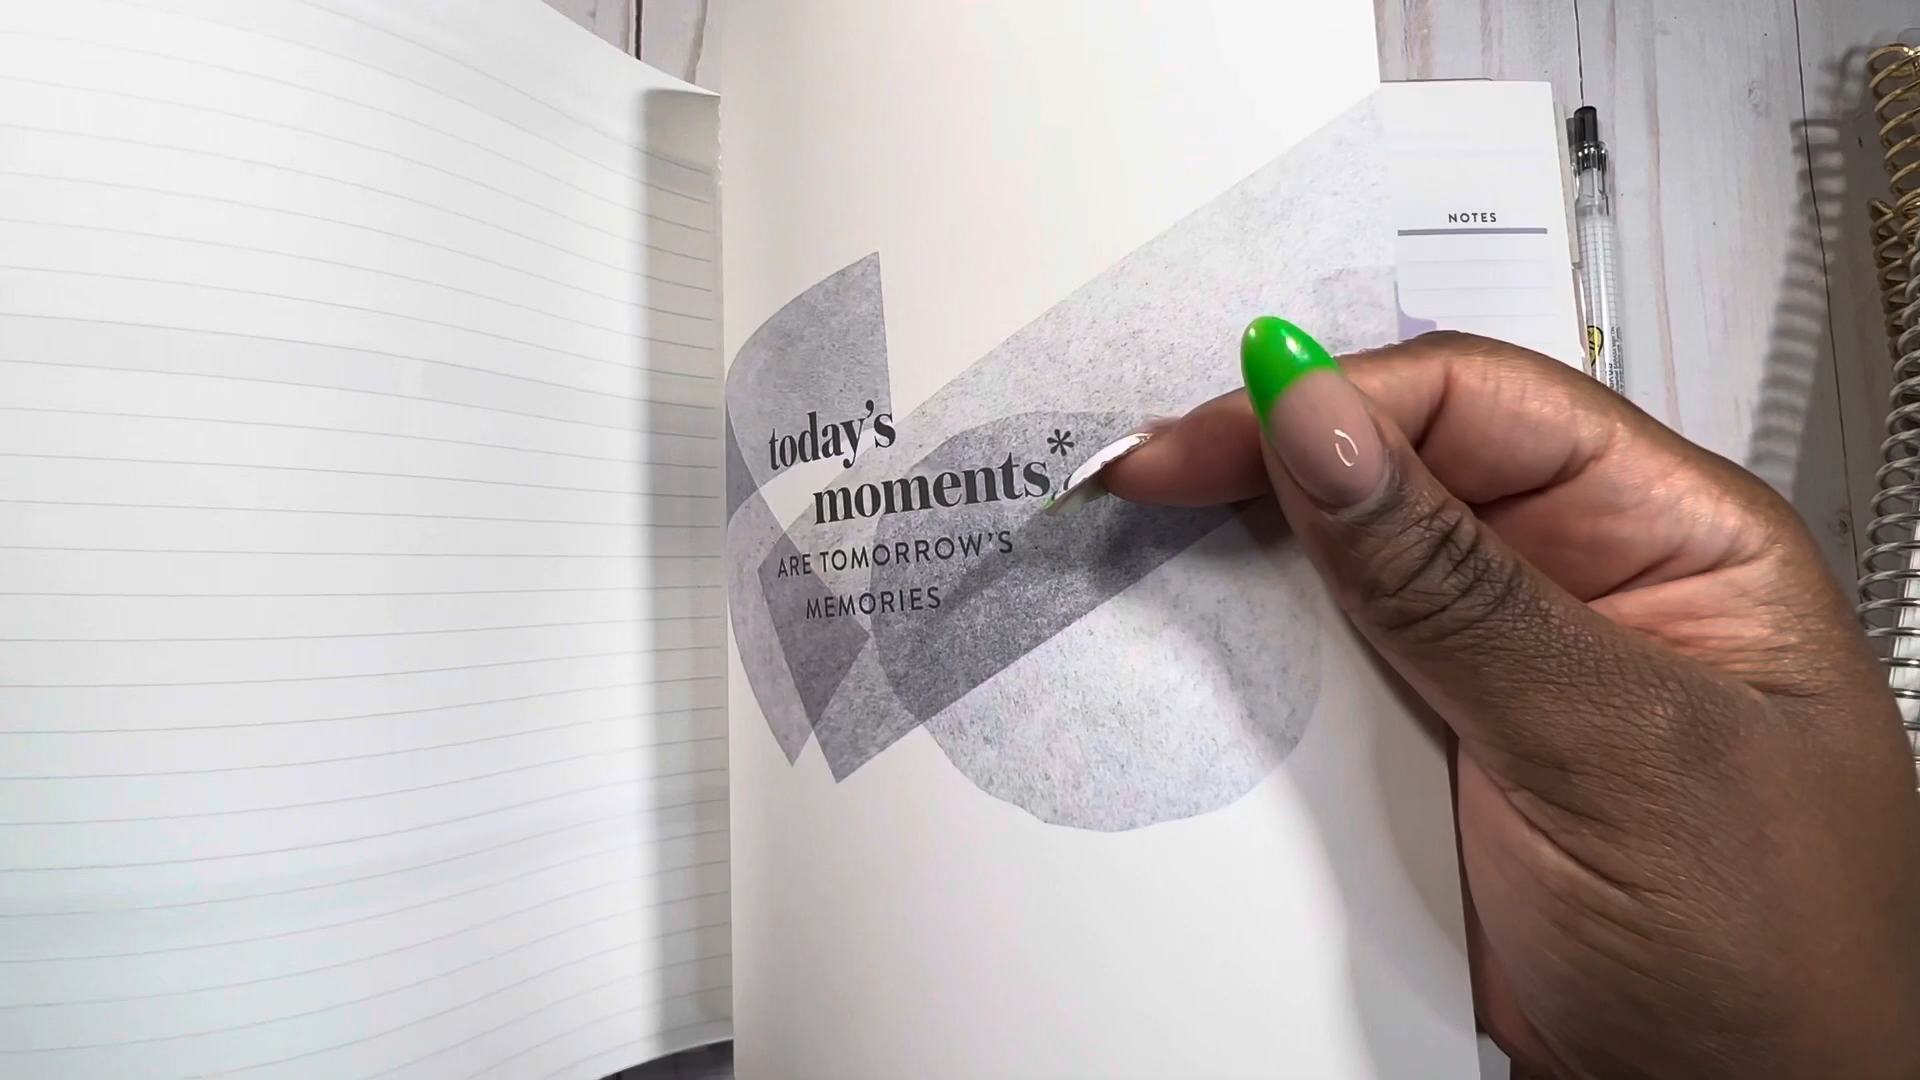 today's
moments*
ARE TOMORROW'S
MEMORIES
NOTES